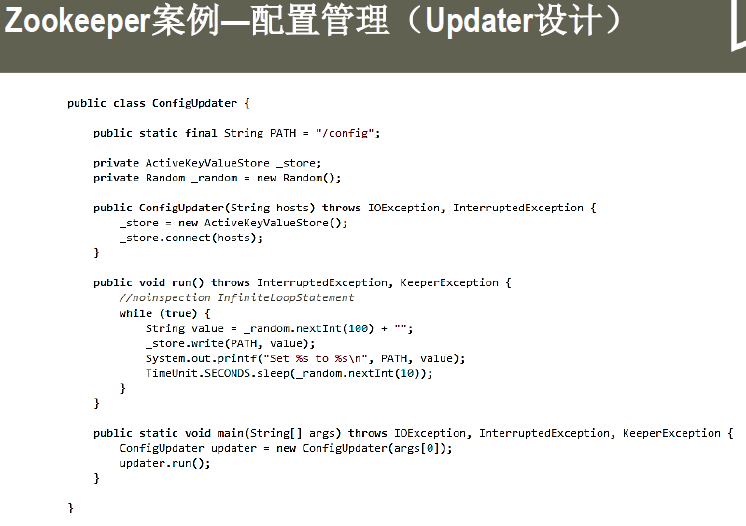 Zookeeper案例—配置管理（Updater设计）
public class ConfigUpdater {
public static final String PATH = "/config";
private ActiveKeyValueStore _store;
private Random _random = new Random();
public ConfigUpdater(String hosts) throws IOException, InterruptedException {
_store = new ActiveKeyValueStore();
_store.connect(hosts);
}
public void run() throws InterruptedException, KeeperException {
//noinspection InfiniteLoopStatement
while (true) {
String value = _random.nextInt(100) + "";
_store.write(PATH, value);
System.out.printf("Set %s to %s\n", PATH, value);
TimeUnit.SECONDS.sleep(_random.nextInt(10));
}
}
public static void main(String[] args) throws IOException, InterruptedException, KeeperException {
ConfigUpdater updater = new ConfigUpdater(args[0]);
updater.run();
}
}